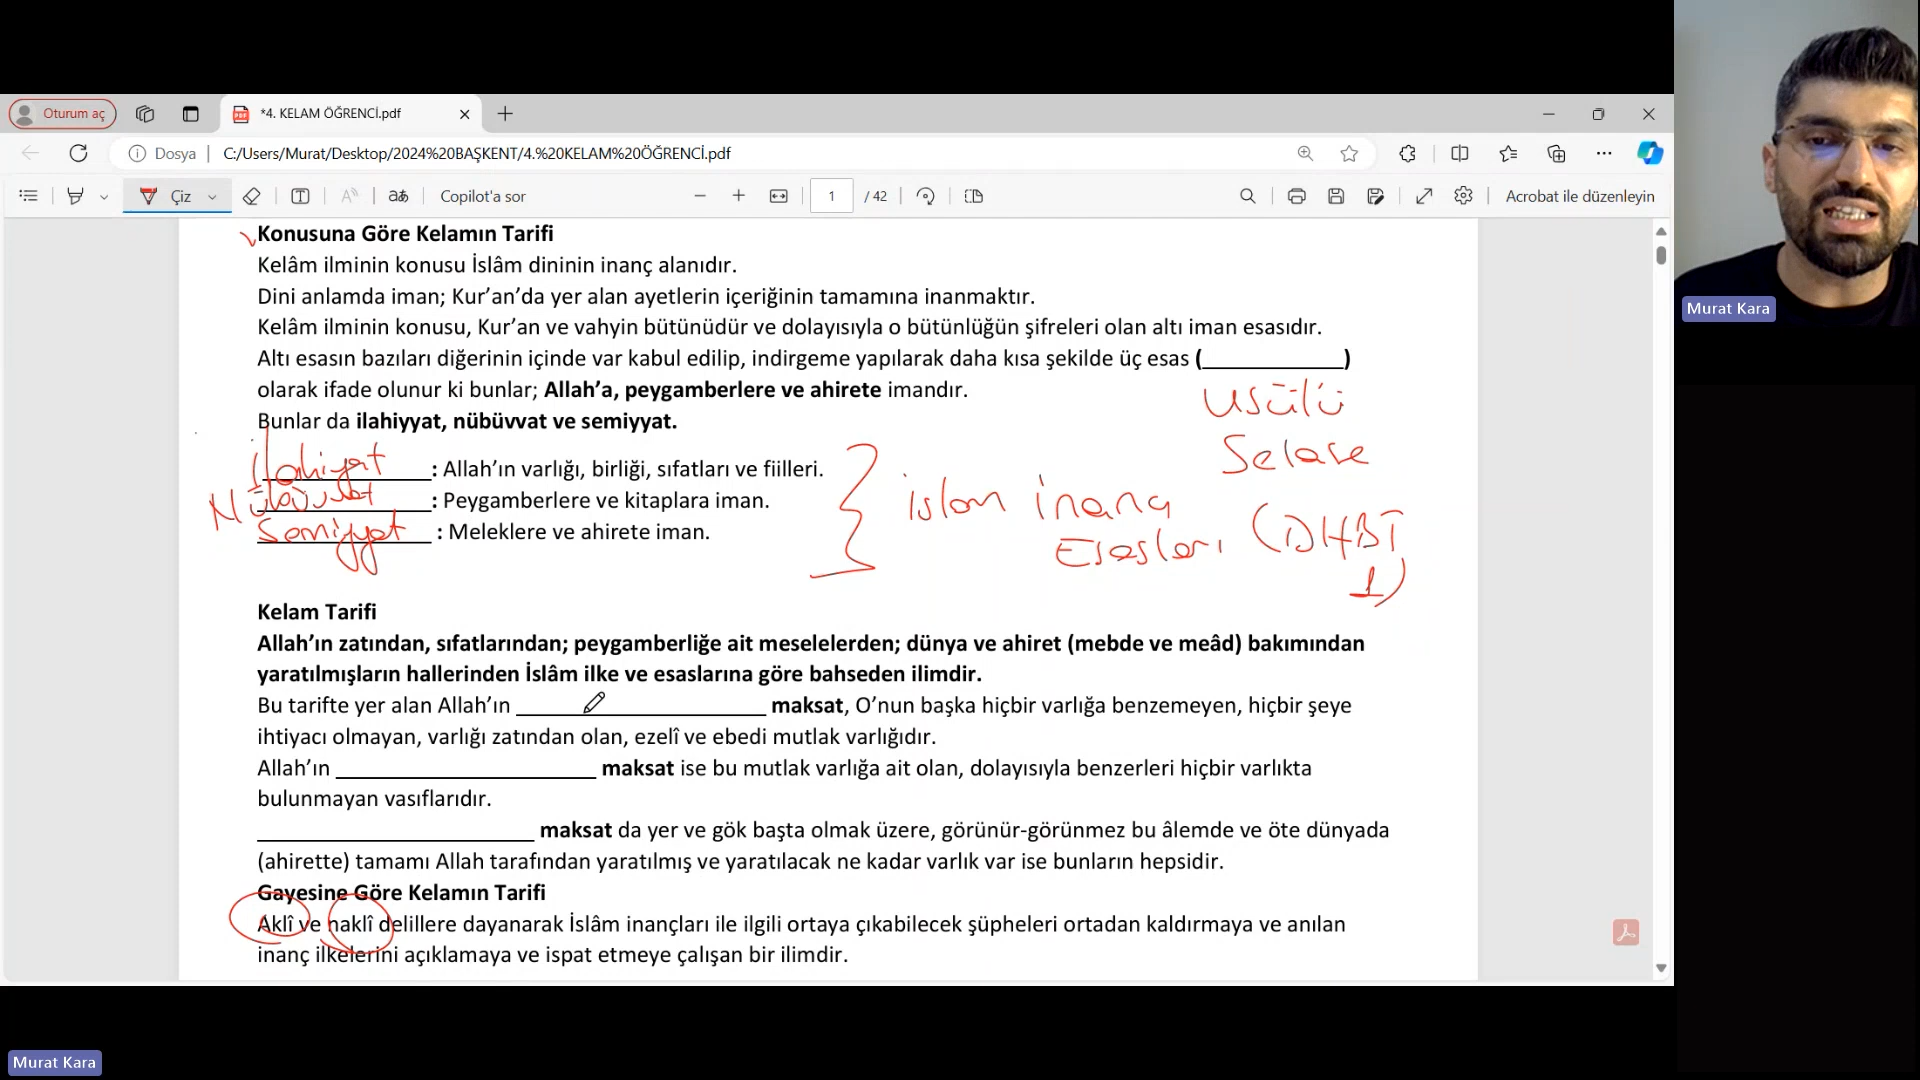 Oturum aç
*4. KELAM ÖĞRENCİ.pdf
Dosya | C:/Users/Murat/Desktop/2024%20BAŞKENT/4.%20KELAM%20ÖĞRENCİ.pdf
Çiz
Copilot'a sor
1 / 42
Acrobat ile düzenleyin
Konusuna Göre Kelamın Tarifi
Kelâm ilminin konusu İslâm dininin inanç alanıdır.
Dini anlamda iman; Kur'an'da yer alan ayetlerin içeriğinin tamamına inanmaktır.
Kelâm ilminin konusu, Kur'an ve vahyin bütünüdür ve dolayısıyla o bütünlüğün şifreleri olan altı iman esasıdır.
Altı esasın bazıları diğerinin içinde var kabul edilip, indirgeme yapılarak daha kısa şekilde üç esas (____________)
olarak ifade olunur ki bunlar; Allah'a, peygamberlere ve ahirete imandır.
Usûlü
Selase
Bunlar da ilahiyyat, nübüvvat ve semiyyat.
İlahiyat : Allah'ın varlığı, birliği, sıfatları ve fiilleri.
Nübüvvat : Peygamberlere ve kitaplara iman.
Semiyyat : Meleklere ve ahirete iman.
islam inanç
Esasları (DHBT
1)
Kelam Tarifi
Allah'ın zatından, sıfatlarından; peygamberliğe ait meselelerden; dünya ve ahiret (mebde ve meâd) bakımından
yaratılmışların hallerinden İslâm ilke ve esaslarına göre bahseden ilimdir.
Bu tarifte yer alan Allah'ın _____________________ maksat, O'nun başka hiçbir varlığa benzemeyen, hiçbir şeye
ihtiyacı olmayan, varlığı zatından olan, ezelî ve ebedi mutlak varlığıdır.
Allah'ın ______________________ maksat ise bu mutlak varlığa ait olan, dolayısıyla benzerleri hiçbir varlıkta
bulunmayan vasıflarıdır.
_______________________ maksat da yer ve gök başta olmak üzere, görünür-görünmez bu âlemde ve öte dünyada
(ahirette) tamamı Allah tarafından yaratılmış ve yaratılacak ne kadar varlık var ise bunların hepsidir.
Gayesine Göre Kelamın Tarifi
Aklî ve naklî delillere dayanarak İslâm inançları ile ilgili ortaya çıkabilecek şüpheleri ortadan kaldırmaya ve anılan
inanç ilkelerini açıklamaya ve ispat etmeye çalışan bir ilimdir.
Murat Kara
Murat Kara